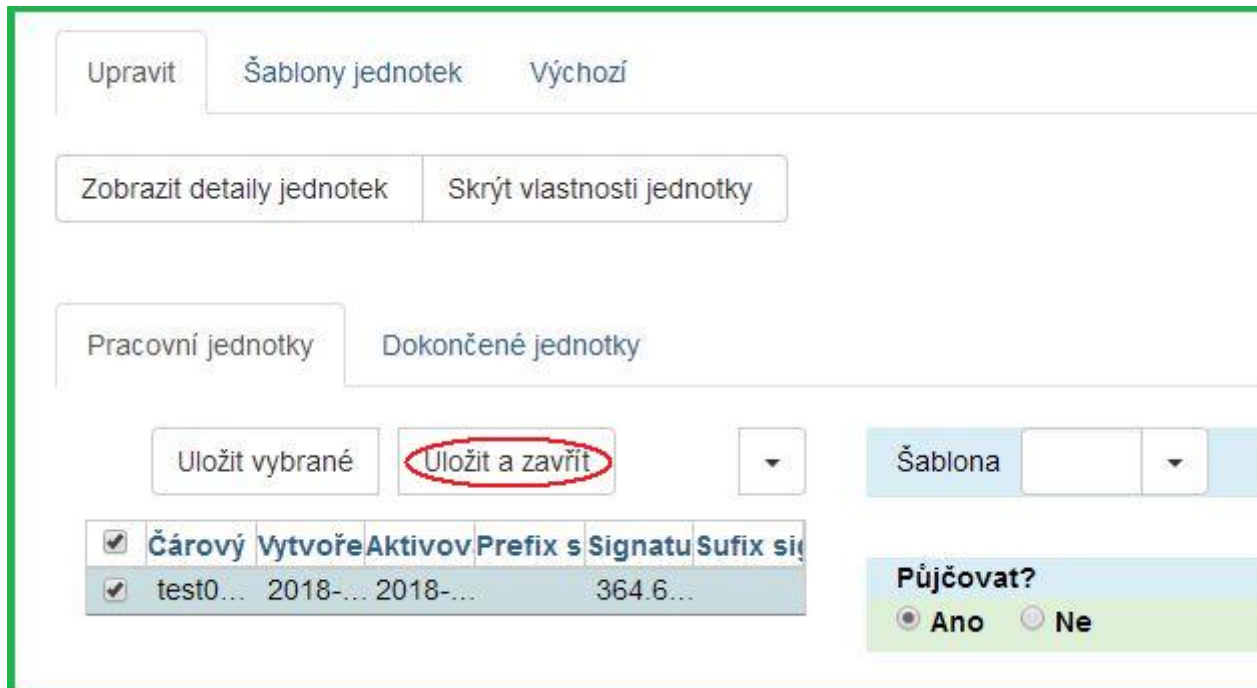 Upravit Šablony jednotek Výchozí
Zobrazit detaily jednotek Skrýt vlastnosti jednotky
Pracovní jednotky Dokončené jednotky
Uložit vybrané Uložit a zavřít Šablona
Čárový Vytvoře Aktivov Prefix s Signatu Sufix sig
test0... 2018-... 2018-... 364.6...
Půjčovat?
Ano Ne